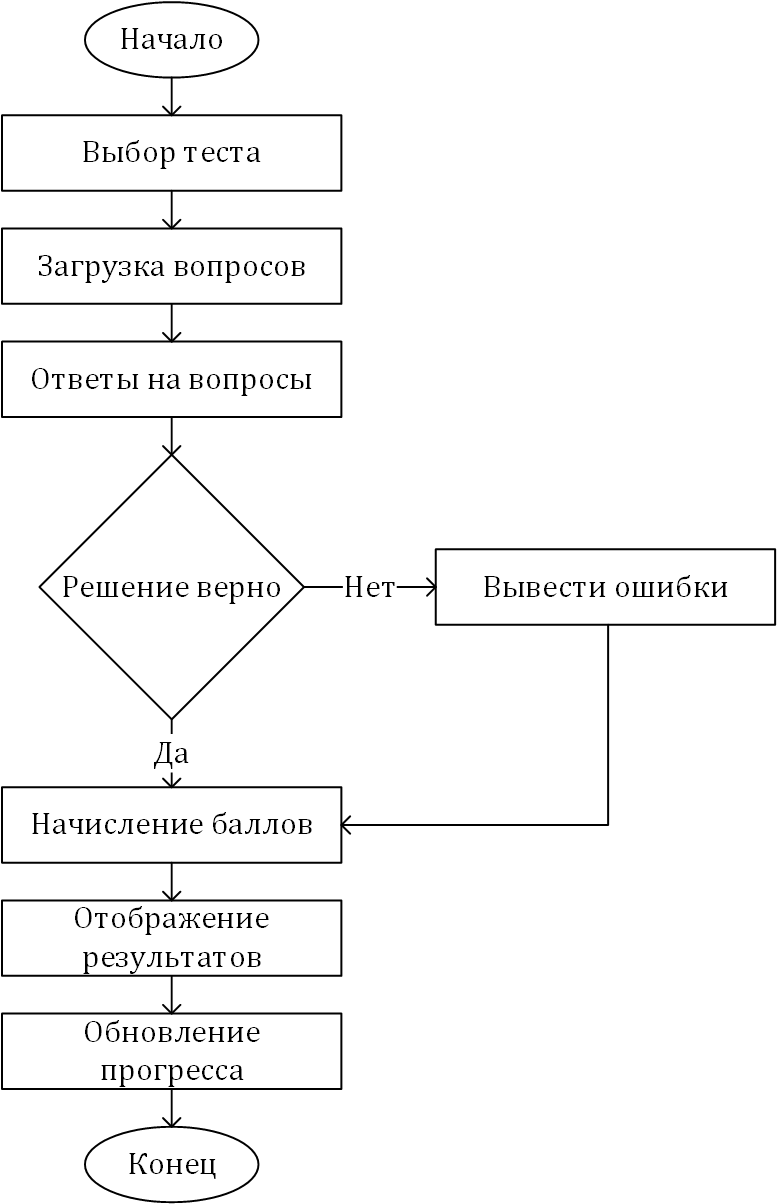 Начало
Выбор теста
Загрузка вопросов
Ответы на вопросы
Решение верно
Нет
Вывести ошибки
Да
Начисление баллов
Отображение
результатов
Обновление
прогресса
Конец